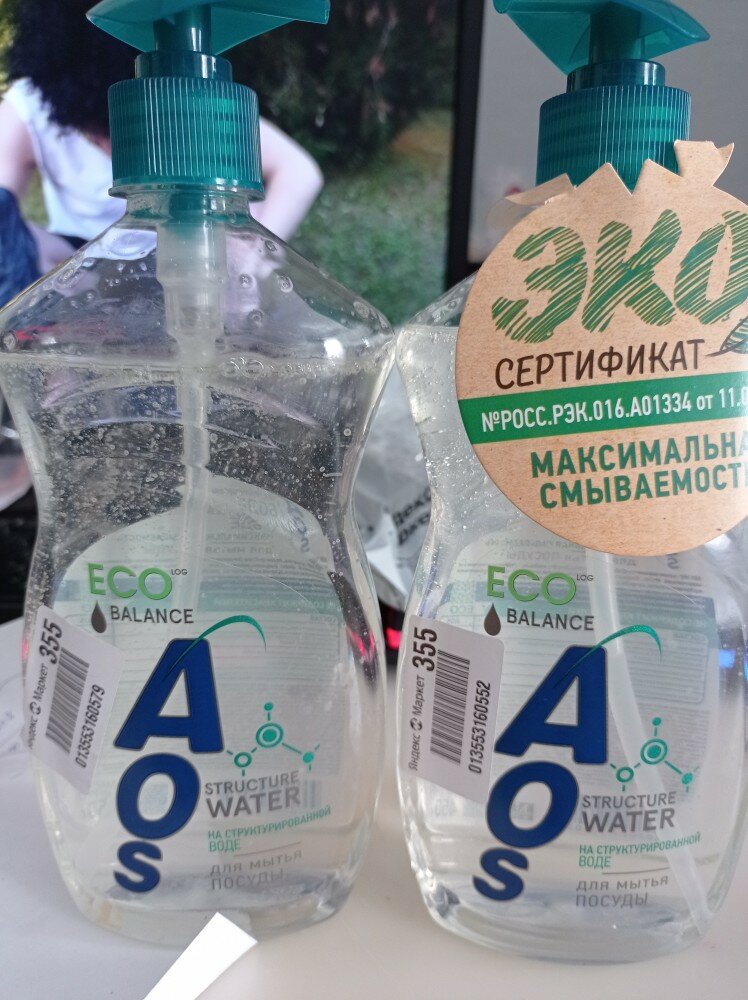 ECO LOG
BALANCE
AOS
STRUCTURE
WATER
НА СТРУКТУРИРОВАННОЙ
ВОДЕ
ДЛЯ МЫТЬЯ
ПОСУДЫ
Яндекс Маркет 355
013553160579
ЭКО
СЕРТИФИКАТ
№РОСС.РЭК.016.А01334 от 11.
МАКСИМАЛЬНА
СМЫВАЕМОСТ
ECO LOG
BALANCE
AOS
STRUCTURE
WATER
НА СТРУКТУРИРОВАННОЙ
ВОДЕ
ДЛЯ МЫТЬЯ
ПОСУДЫ
Яндекс Маркет 355
013553160552